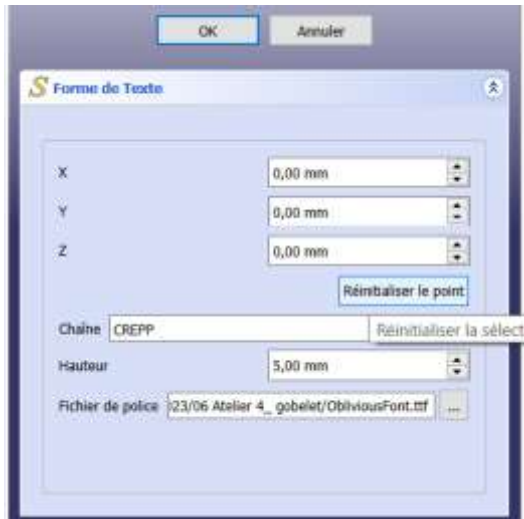 OK Annuler
S Forme de Texte
X 0,00 mm
Y 0,00 mm
Z 0,00 mm
Réinitialiser le point
Chaîne CREPP Réinitialiser la sélect
Hauteur 5,00 mm
Fichier de police 023/06 Atelier 4_ gobelet/ObliviousFont.ttf ...